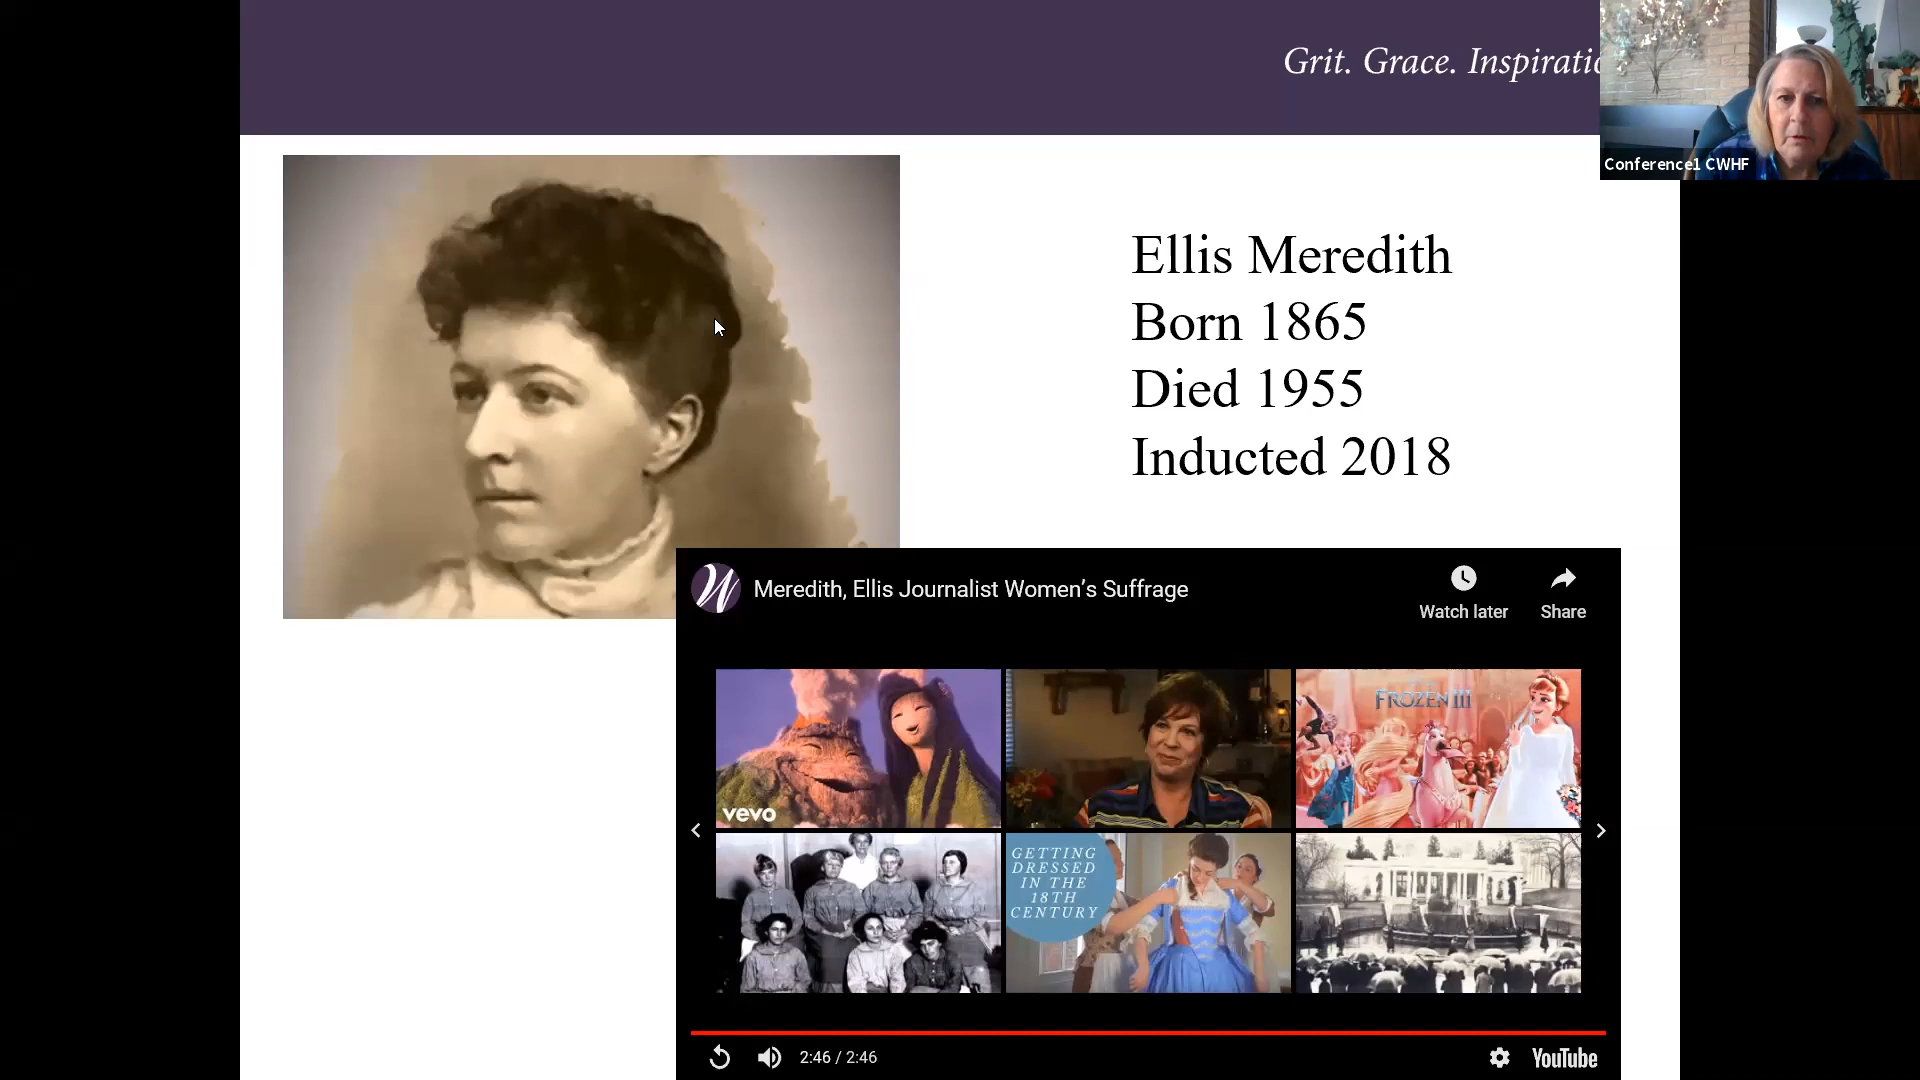 Grit. Grace. Inspiratio
Conference1 CWHF
Ellis Meredith
Born 1865
Died 1955
Inducted 2018
W
Meredith, Ellis Journalist Women's Suffrage
Watch later
Share
vevo
FROZEN III
GETTING
DRESSED
IN THE
18TH
CENTURY
2:46 / 2:46
YouTube